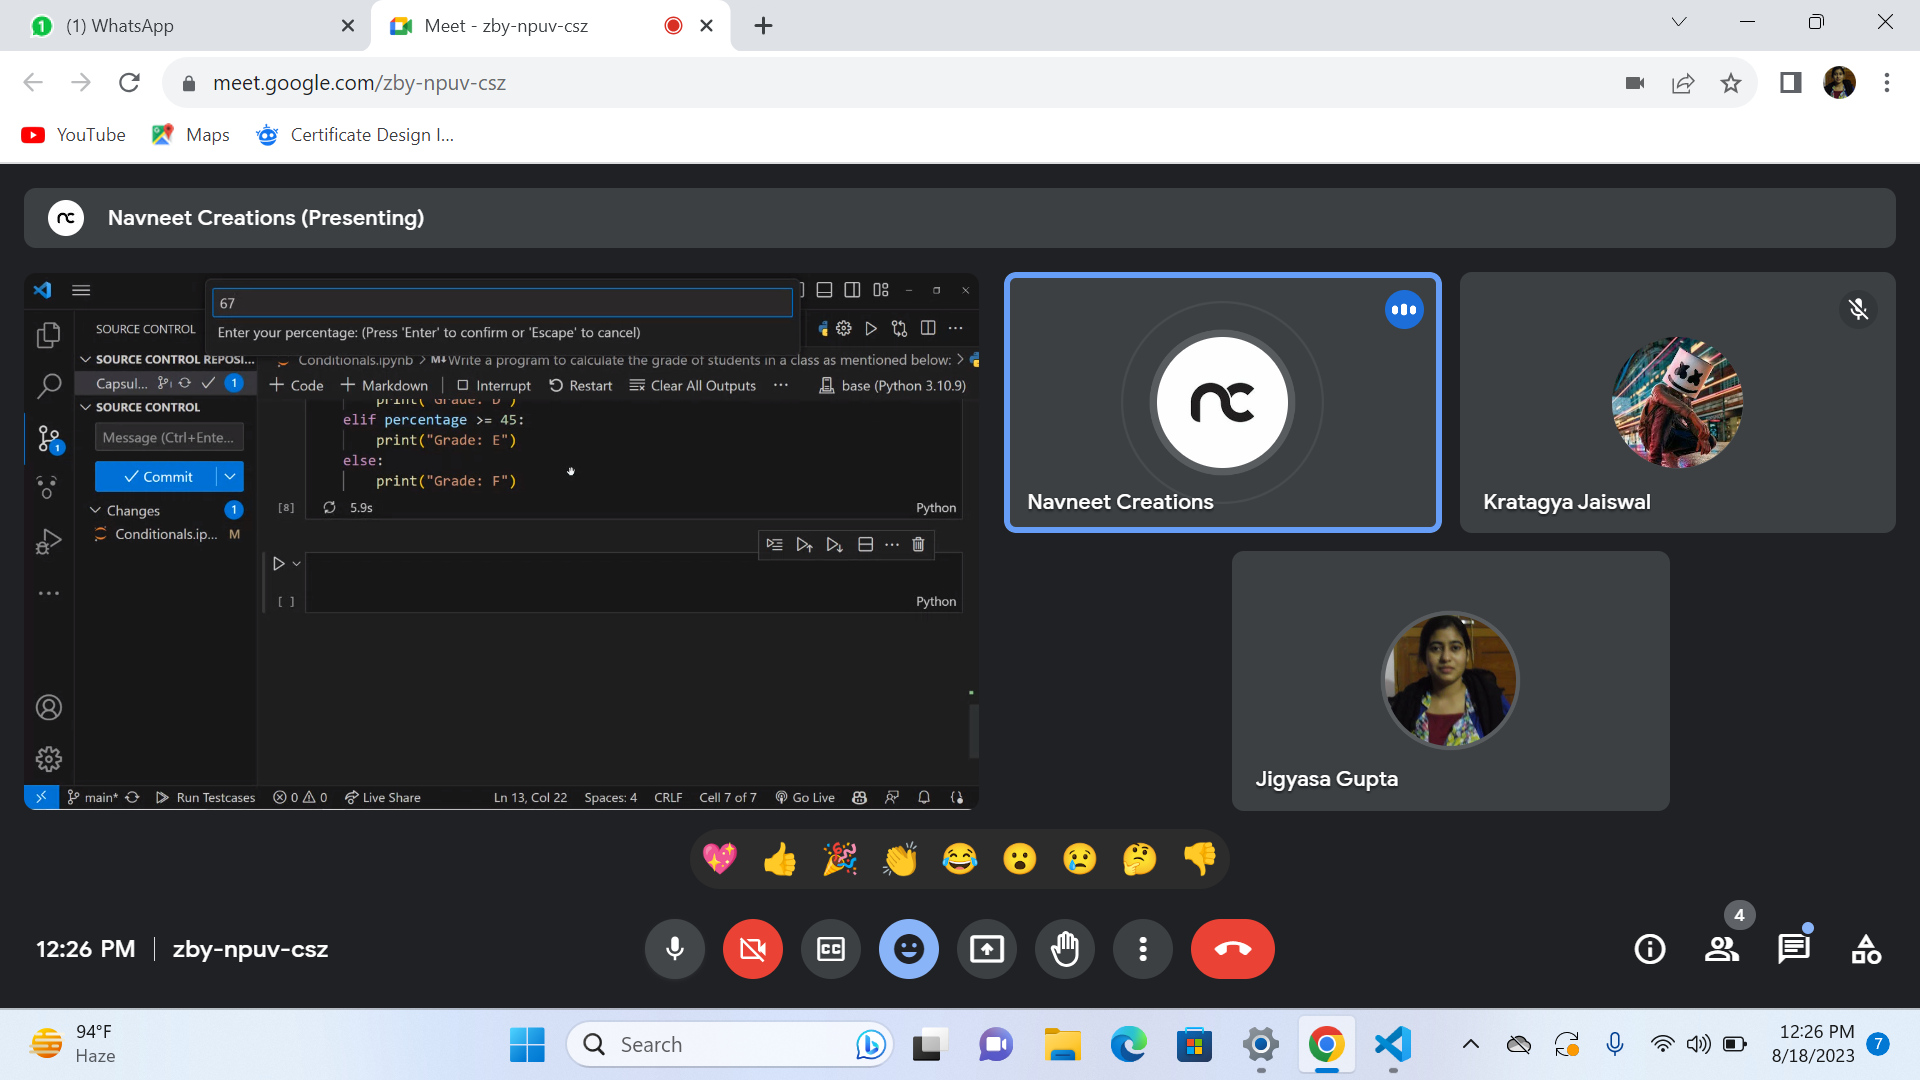 (1) WhatsApp
Meet - zby-npuv-csz
meet.google.com/zby-npuv-csz
YouTube
Maps
Certificate Design I...
Navneet Creations (Presenting)
67
Enter your percentage: (Press 'Enter' to confirm or 'Escape' to cancel)
SOURCE CONTROL
SOURCE CONTROL REPOSI...
Capsul...
1
SOURCE CONTROL
Message (Ctrl+Ente...
Commit
Changes
1
Conditionals.ip...
M
1
Conditionals.ipynb > M↓Write a program to calculate the grade of students in a class as mentioned below: >
+ Code + Markdown Interrupt Restart Clear All Outputs ... base (Python 3.10.9)
print("Grade: D")
elif percentage >= 45:
print("Grade: E")
else:
print("Grade: F")
[8]
5.9s
Python
[ ]
Python
main*
Run Testcases
0
0
Live Share
Ln 13, Col 22
Spaces: 4
CRLF
Cell 7 of 7
Go Live
nc
Navneet Creations
Kratagya Jaiswal
Jigyasa Gupta
12:26 PM
zby-npuv-csz
CC
4
94°F
Haze
Search
12:26 PM
8/18/2023
7